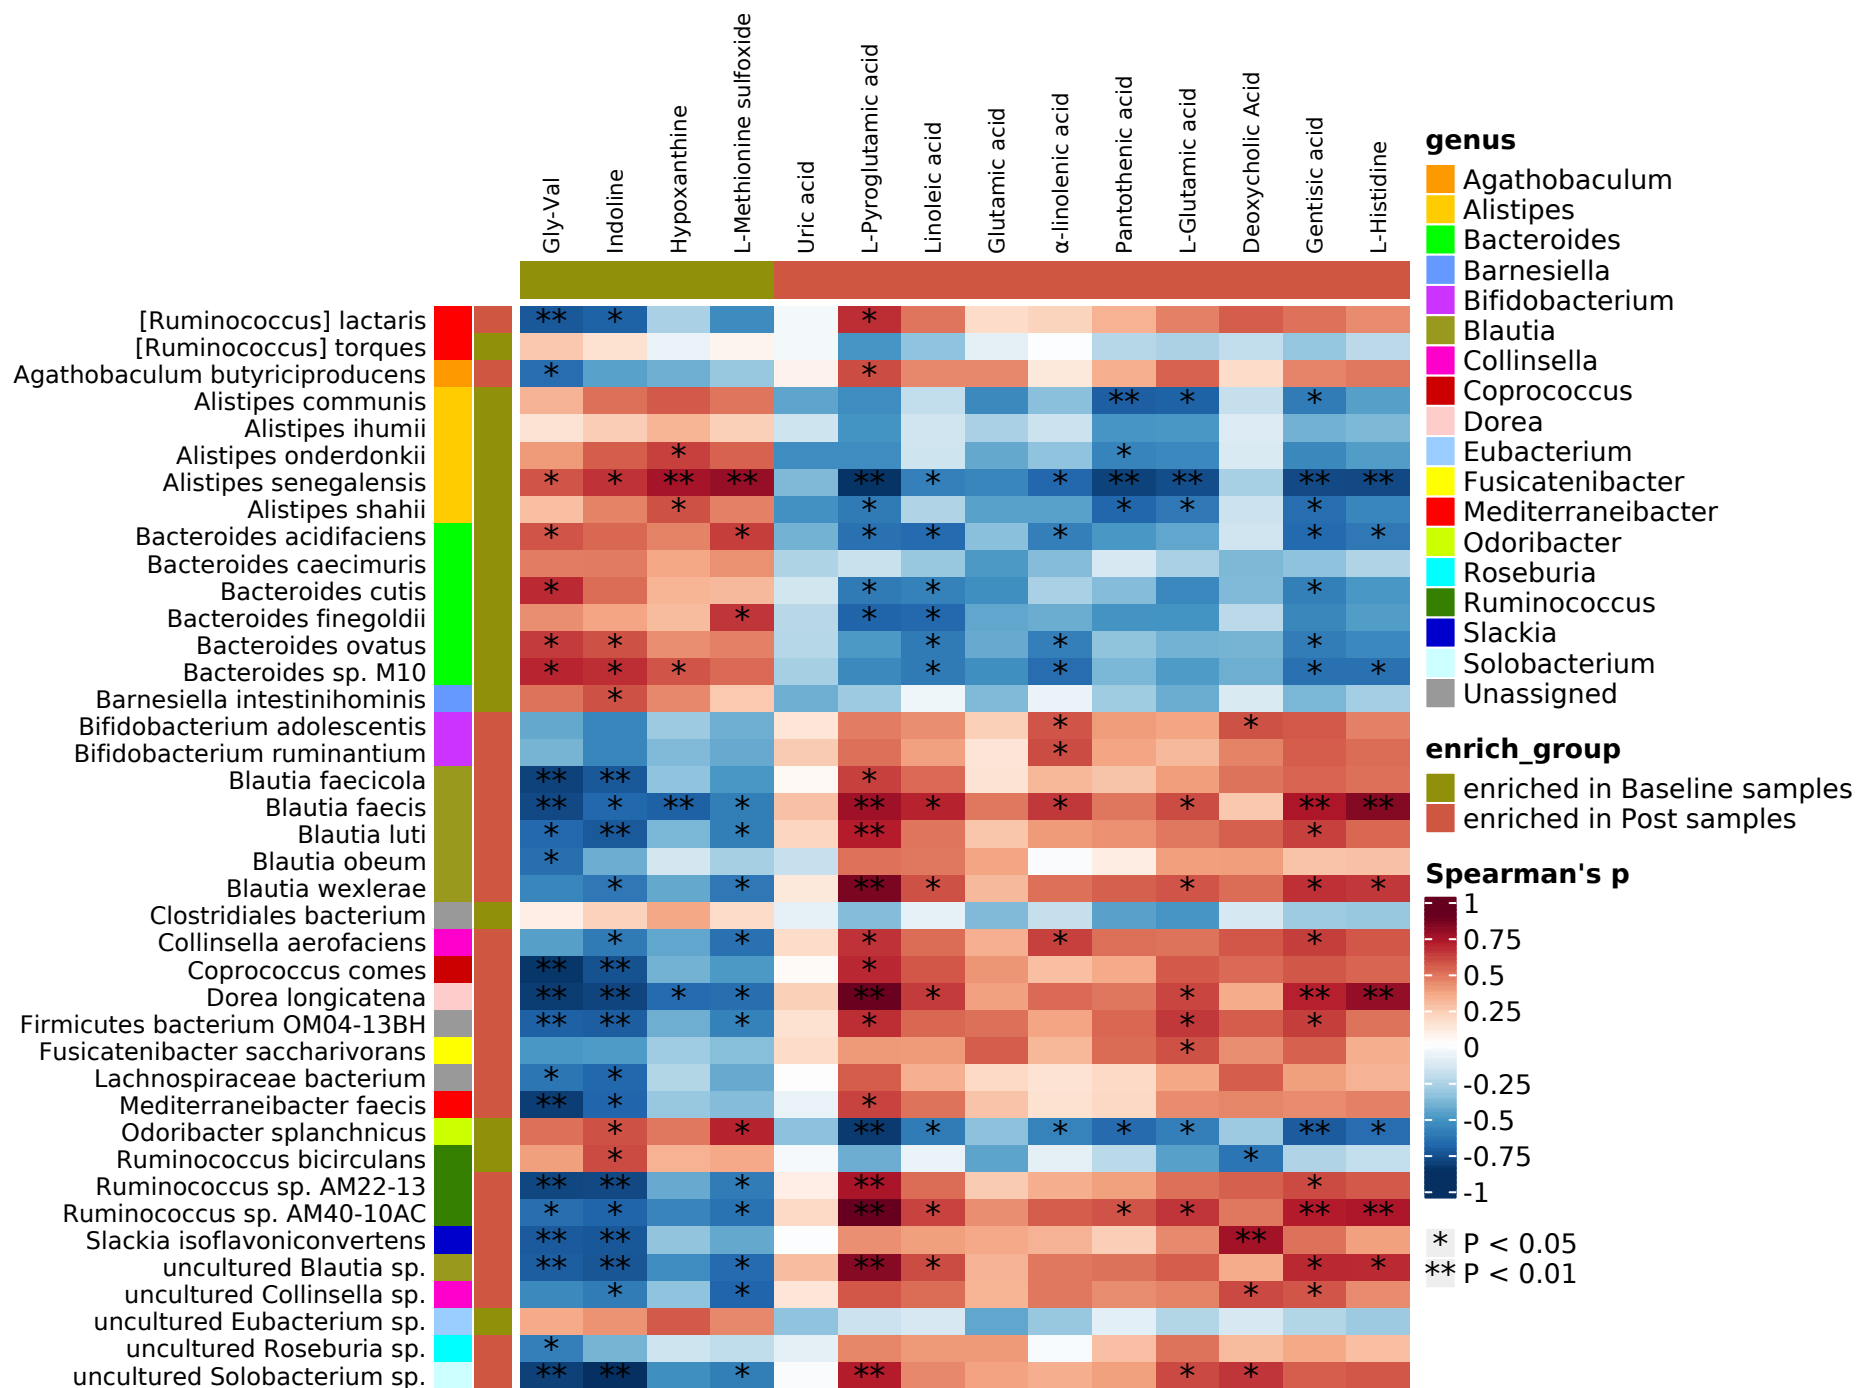 Gly-Val
Indoline
Hypoxanthine
L-Methionine sulfoxide
Uric acid
L-Pyroglutamic acid
Linoleic acid
Glutamic acid
α-linolenic acid
Pantothenic acid
L-Glutamic acid
Deoxycholic Acid
Gentisic acid
L-Histidine
[Ruminococcus] lactaris ** * *
[Ruminococcus] torques
Agathobaculum butyriciproducens * *
Alistipes communis ** * *
Alistipes ihumii
Alistipes onderdonkii * *
Alistipes senegalensis * * ** ** ** * * ** ** ** **
Alistipes shahii * * * * *
Bacteroides acidifaciens * * * * * * *
Bacteroides caecimuris
Bacteroides cutis * * * *
Bacteroides finegoldii * * *
Bacteroides ovatus * * * * *
Bacteroides sp. M10 * * * * * * *
Barnesiella intestinihominis *
Bifidobacterium adolescentis * *
Bifidobacterium ruminantium *
Blautia faecicola ** ** *
Blautia faecis ** * ** * ** * * * ** **
Blautia luti * ** * ** *
Blautia obeum *
Blautia wexlerae * * ** * * * *
Clostridiales bacterium
Collinsella aerofaciens * * * * *
Coprococcus comes ** ** *
Dorea longicatena ** ** * * ** * * ** **
Firmicutes bacterium OM04-13BH ** ** * * * *
Fusicatenibacter saccharivorans *
Lachnospiraceae bacterium * *
Mediterraneibacter faecis ** * *
Odoribacter splanchnicus * * ** * * * * ** *
Ruminococcus bicirculans * *
Ruminococcus sp. AM22-13 ** ** * ** *
Ruminococcus sp. AM40-10AC * * * ** * * * ** **
Slackia isoflavoniconvertens ** ** **
uncultured Blautia sp. ** ** * ** * * *
uncultured Collinsella sp. * * * *
uncultured Eubacterium sp.
uncultured Roseburia sp. *
uncultured Solobacterium sp. ** ** * ** * *
genus
Agathobaculum
Alistipes
Bacteroides
Barnesiella
Bifidobacterium
Blautia
Collinsella
Coprococcus
Dorea
Eubacterium
Fusicatenibacter
Mediterraneibacter
Odoribacter
Roseburia
Ruminococcus
Slackia
Solobacterium
Unassigned
enrich_group
enriched in Baseline samples
enriched in Post samples
Spearman's p
1
0.75
0.5
0.25
0
-0.25
-0.5
-0.75
-1
* P < 0.05
** P < 0.01